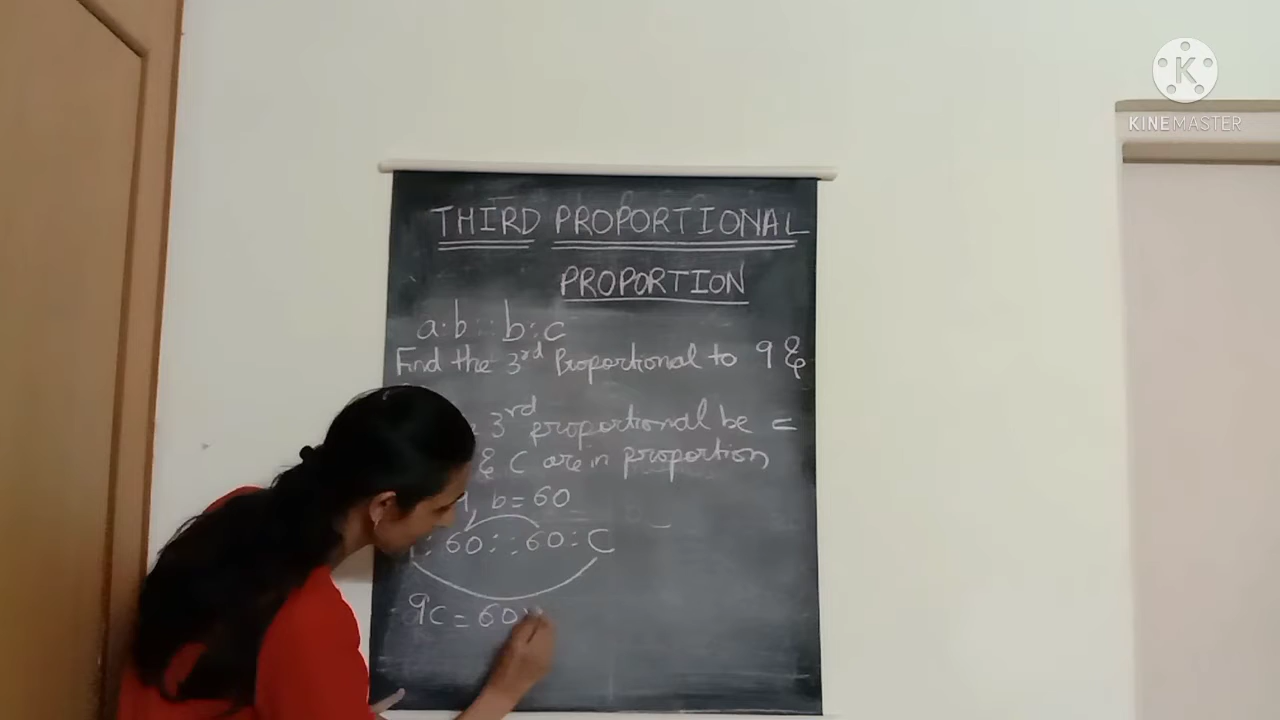 THIRD PROPORTIONAL
PROPORTION
a:b::b:c
Find the 3rd Proportional to 9 &
3rd proportional be c
& c are in proportion
9, b=60
: 60::60:C
9c=60
K
KINEMASTER